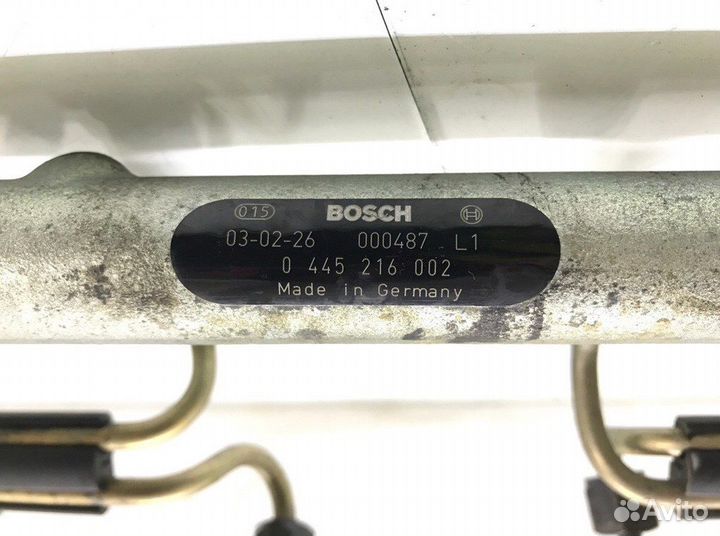 015 BOSCH
03-02-26 000487 L1
0 445 216 002
Made in Germany
Avito